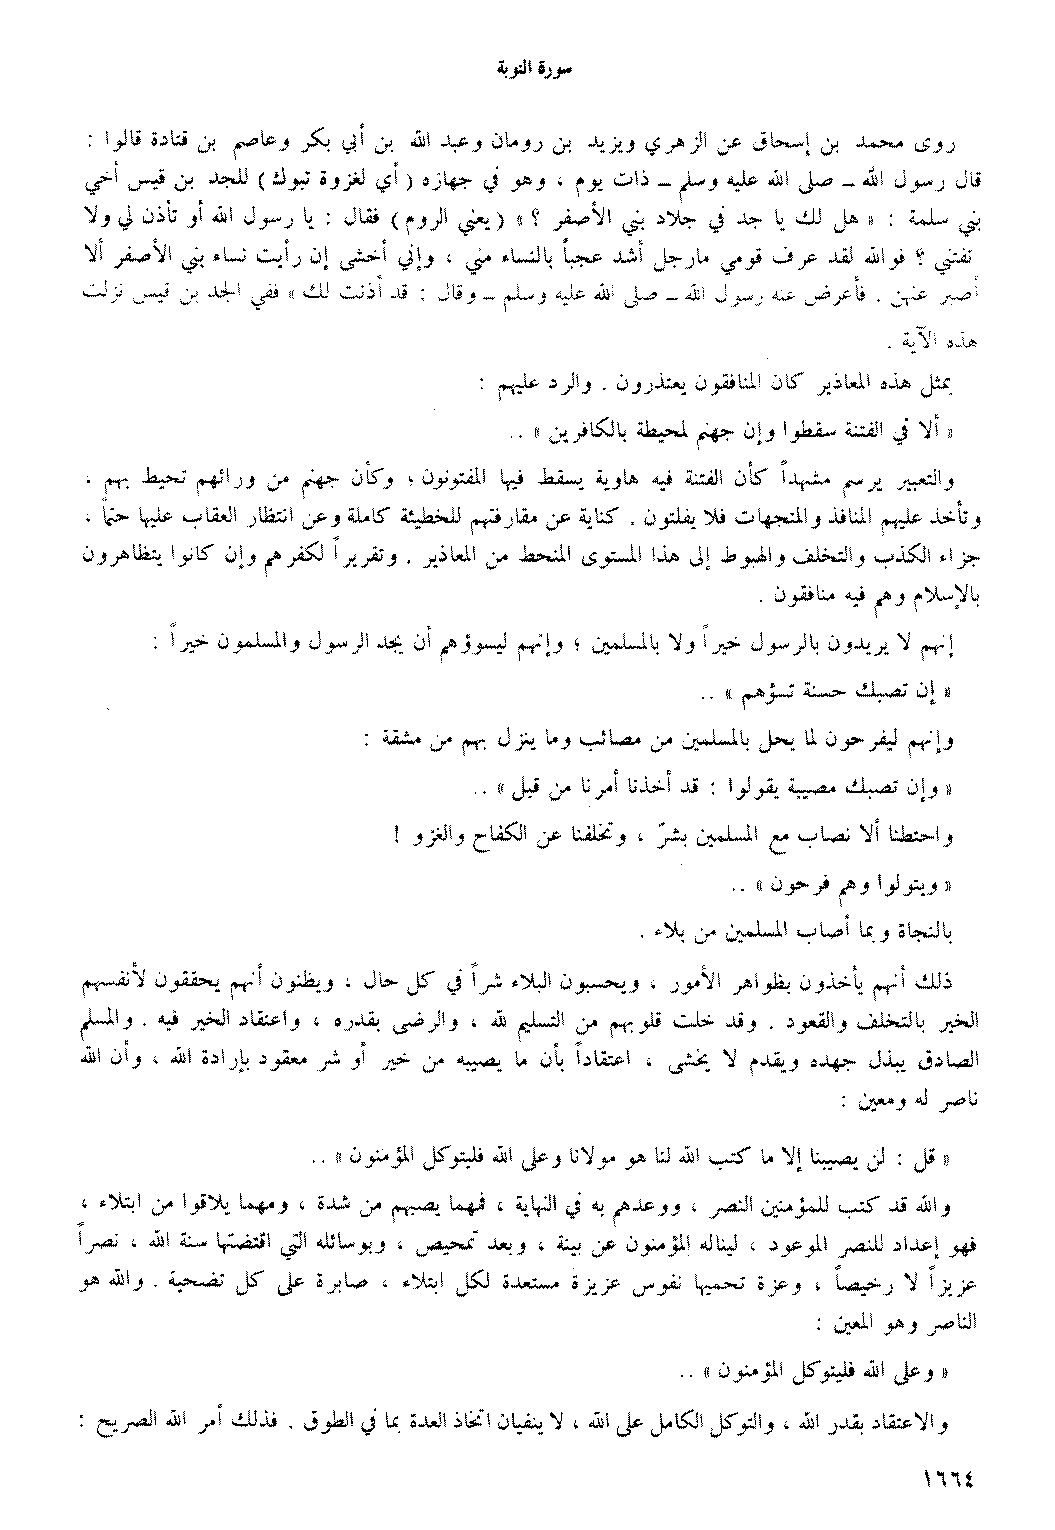 سورة التوبة
روى محمد بن إسحاق عن الزهري ويزيد بن رومان وعبد الله بن أبي بكر وعاصم بن قتادة قالوا :
قال رسول الله ــ صلى الله عليه وسلم ــ ذات يوم ، وهو في جهازه ( أي لغزوة تبوك ) للجد بن قيس أخي
بني سلمة : « هل لك يا جد في جلاد بني الأصفر ؟ » ( يعني الروم ) فقال : يا رسول الله أو تأذن لي ولا
تفتني ؟ فوالله لقد عرف قومي مارجل أشد عجباً بالنساء مني ، وإني أخشى إن رأيت نساء بني الأصفر ألا
أصبر عنهن . فأعرض عنه رسول الله ــ صلى الله عليه وسلم ــ وقال : قد أذنت لك » ففي الجد بن قيس نزلت
هذه الآية .
بمثل هذه المعاذير كان المنافقون يعتذرون . والرد عليهم :
« ألا في الفتنة سقطوا وإن جهنم لمحيطة بالكافرين » ..
والتعبير يرسم مشهداً كأن الفتنة فيه هاوية يسقط فيها المفتونون ؛ وكأن جهنم من ورائهم تحيط بهم ،
وتأخذ عليهم المنافذ والمتجهات فلا يفلتون . كناية عن مقارفتهم للخطيئة كاملة وعن انتظار العقاب عليها حتماً ،
جزاء الكذب والتخلف والهبوط إلى هذا المستوى المنحط من المعاذير . وتقريراً لكفرهم وإن كانوا يتظاهرون
بالإسلام وهم فيه منافقون .
إنهم لا يريدون بالرسول خيراً ولا بالمسلمين ؛ وإنهم ليسوؤهم أن يجد الرسول والمسلمون خيراً :
« إن تصبك حسنة تسؤهم » ..
وإنهم ليفرحون لما يحل بالمسلمين من مصائب وما ينزل بهم من مشقة :
« وإن تصبك مصيبة يقولوا : قد أخذنا أمرنا من قبل » ..
واحتطنا ألا نصاب مع المسلمين بشرّ ، وتخلفنا عن الكفاح والغزو !
« ويتولوا وهم فرحون » ..
بالنجاة وبما أصاب المسلمين من بلاء .
ذلك أنهم يأخذون بظواهر الأمور ، ويحسبون البلاء شراً في كل حال ، ويظنون أنهم يحققون لأنفسهم
الخير بالتخلف والقعود . وقد خلت قلوبهم من التسليم لله ، والرضى بقدره ، واعتقاد الخير فيه . والمسلم
الصادق يبذل جهده ويقدم لا يخشى ، اعتقاداً بأن ما يصيبه من خير أو شر معقود بإرادة الله ، وأن الله
ناصر له ومعين :
« قل : لن يصيبنا إلا ما كتب الله لنا هو مولانا وعلى الله فليتوكل المؤمنون » ..
والله قد كتب للمؤمنين النصر ، ووعدهم به في النهاية ، فمهما يصبهم من شدة ، ومهما يلاقوا من ابتلاء ،
فهو إعداد للنصر الموعود ، ليناله المؤمنون عن بينة ، وبعد تمحيص ، وبوسائله التي اقتضتها سنة الله ، نصراً
عزيزاً لا رخيصاً ، وعزة تحميها نفوس عزيزة مستعدة لكل ابتلاء ، صابرة على كل تضحية . والله هو
الناصر وهو المعين :
« وعلى الله فليتوكل المؤمنون » ..
والاعتقاد بقدر الله ، والتوكل الكامل على الله ، لا ينفيان اتخاذ العدة بما في الطوق . فذلك أمر الله الصريح :
١٦٦٤